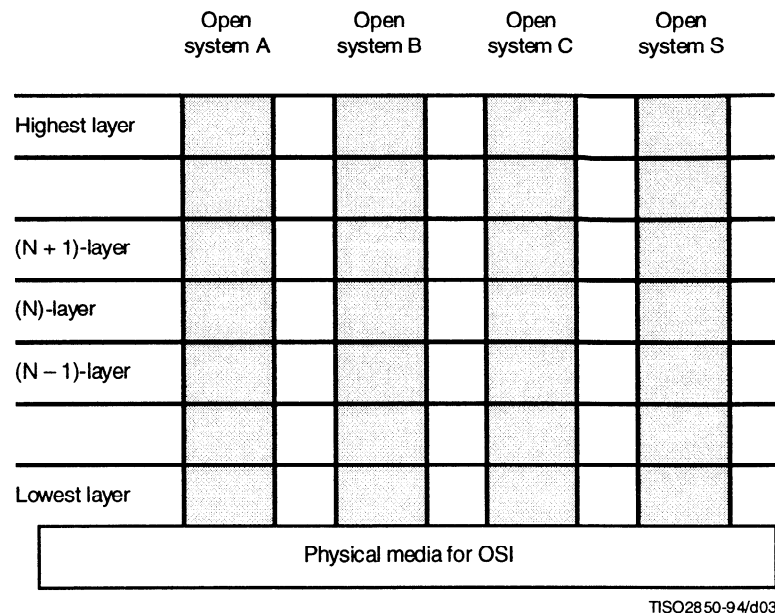 Open system A
Open system B
Open system C
Open system S
Highest layer
(N + 1)-layer
(N)-layer
(N – 1)-layer
Lowest layer
Physical media for OSI
TISO2850-94/d03